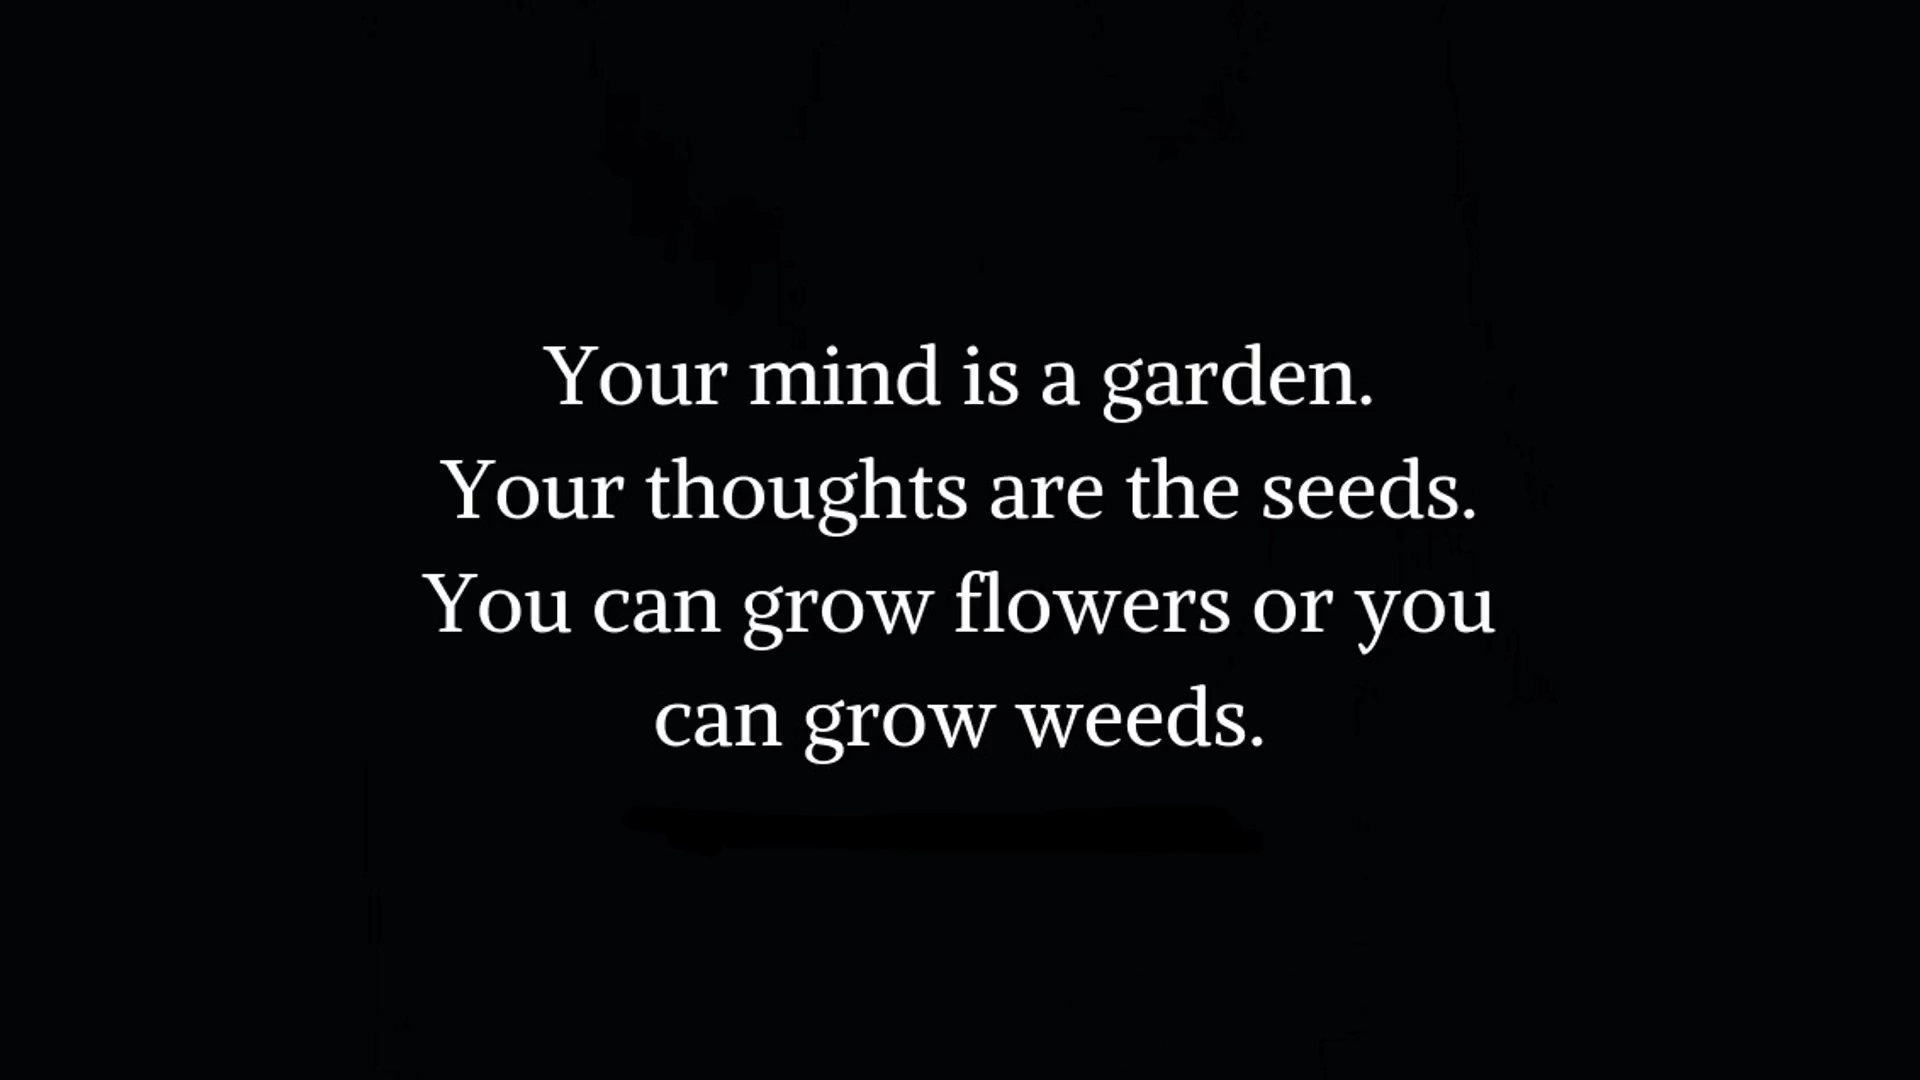 Your mind is a garden.
Your thoughts are the seeds.
You can grow flowers or you
can grow weeds.